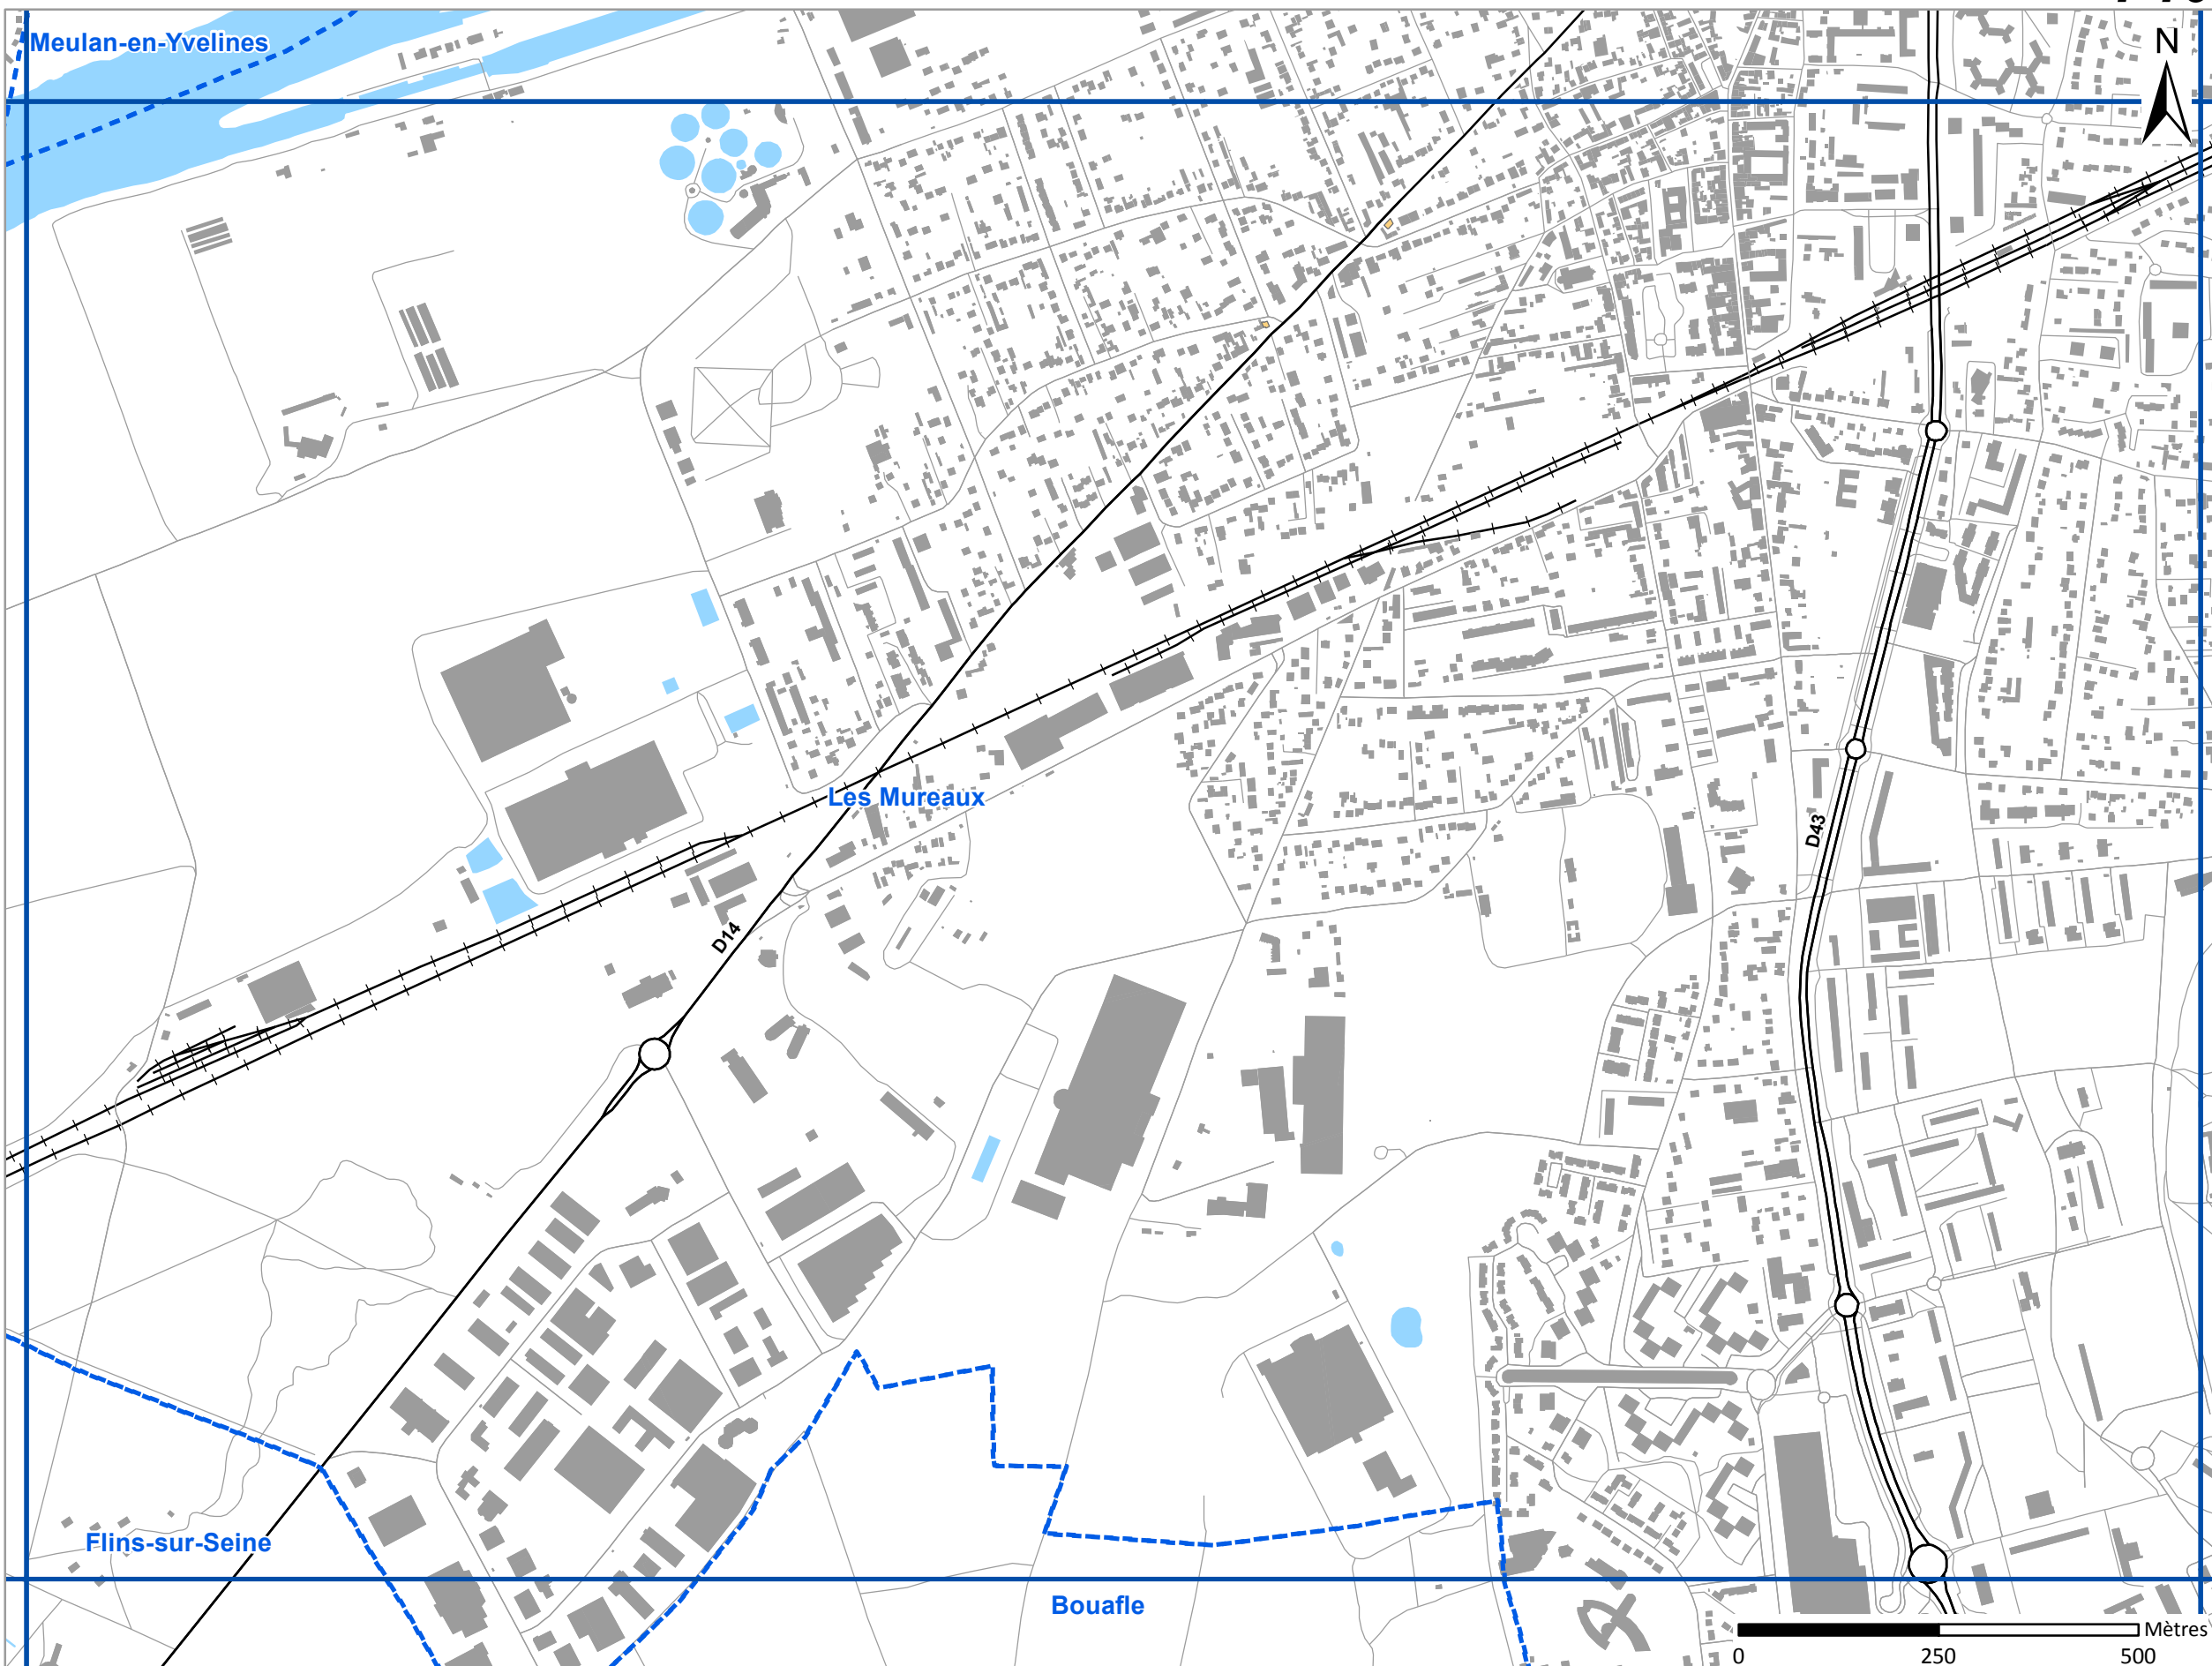 Meulan-en-Yvelines
N
Les Mureaux
D43
D14
Flins-sur-Seine
Bouafle
Mètres
0 250 500